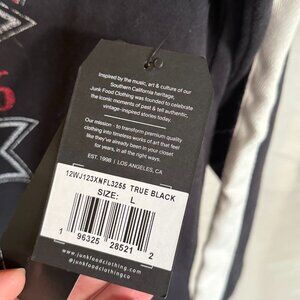 Inspired by the music, art & culture of our
Southern California heritage,
Junk Food Clothing was founded to celebrate
the iconic moments of past & tell authentic,
vintage-inspired stories today.
Our mission - to transform premium quality
clothing into timeless works of art that feel
like they've already been in your closet
for years, in all the right ways.
EST. 1998 | LOS ANGELES, CA
12WJ123XNFL3255 TRUE BLACK
SIZE: L
1 96325 28521 2
www.junkfoodclothing.com
@junkfoodclothingco